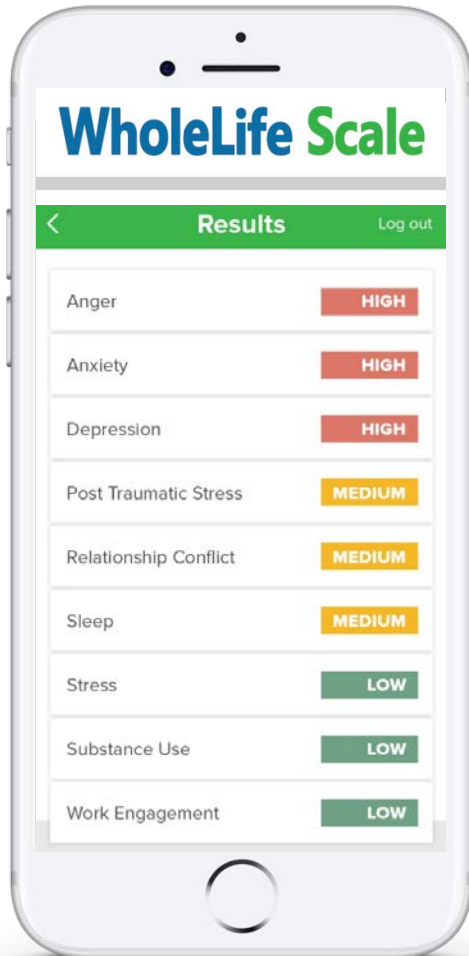 WholeLife Scale
Results Log out
Anger HIGH
Anxiety HIGH
Depression HIGH
Post Traumatic Stress MEDIUM
Relationship Conflict MEDIUM
Sleep MEDIUM
Stress LOW
Substance Use LOW
Work Engagement LOW